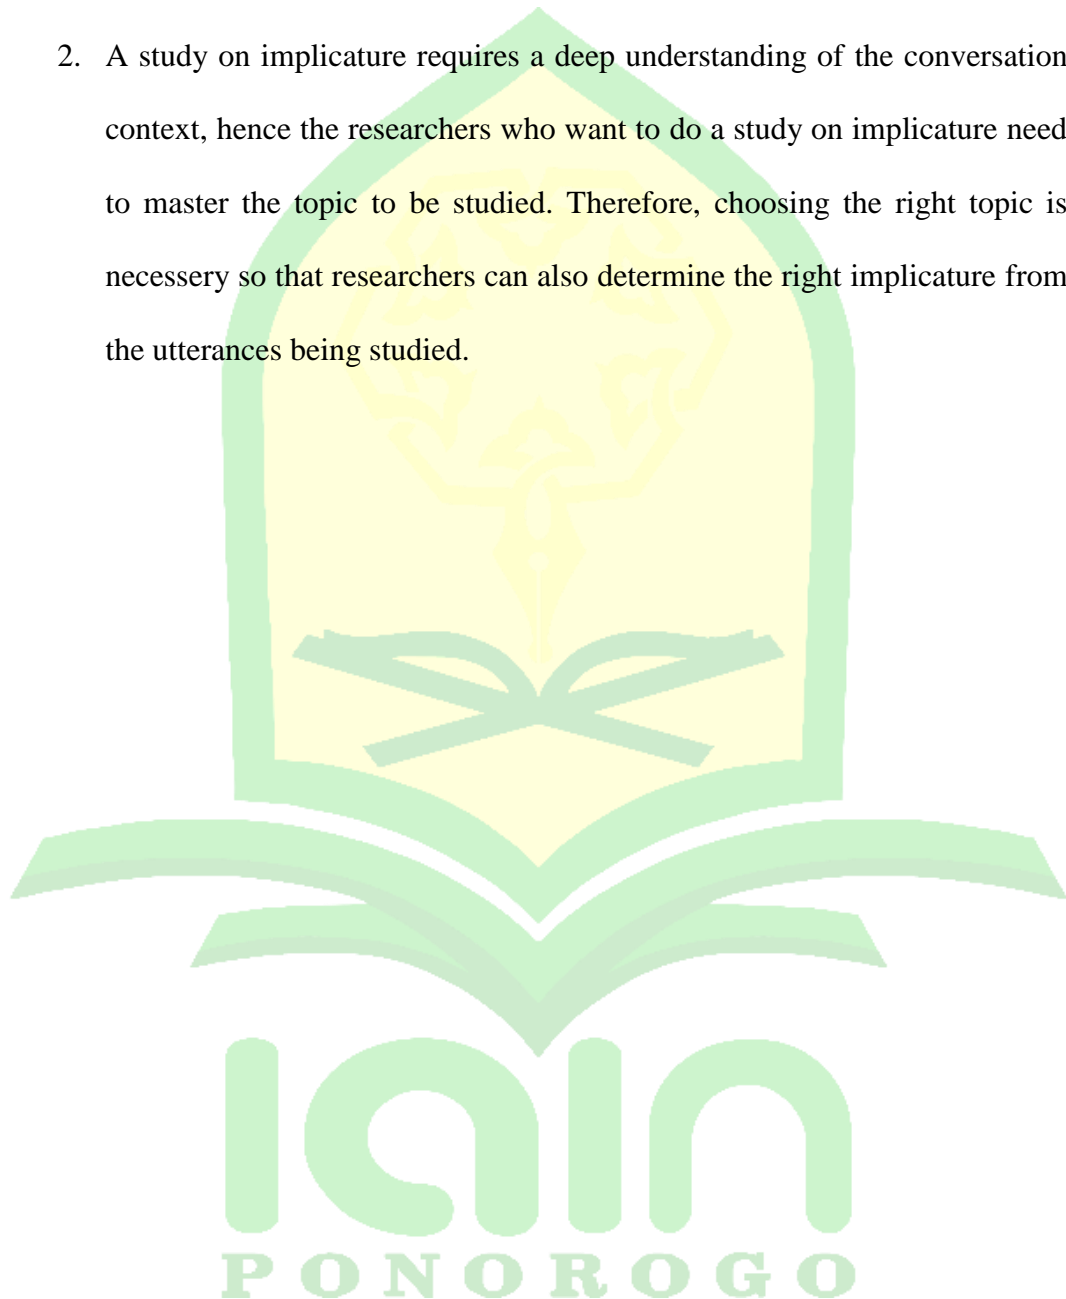 2. A study on implicature requires a deep understanding of the conversation
context, hence the researchers who want to do a study on implicature need
to master the topic to be studied. Therefore, choosing the right topic is
necessery so that researchers can also determine the right implicature from
the utterances being studied.
iain
PONOROGO